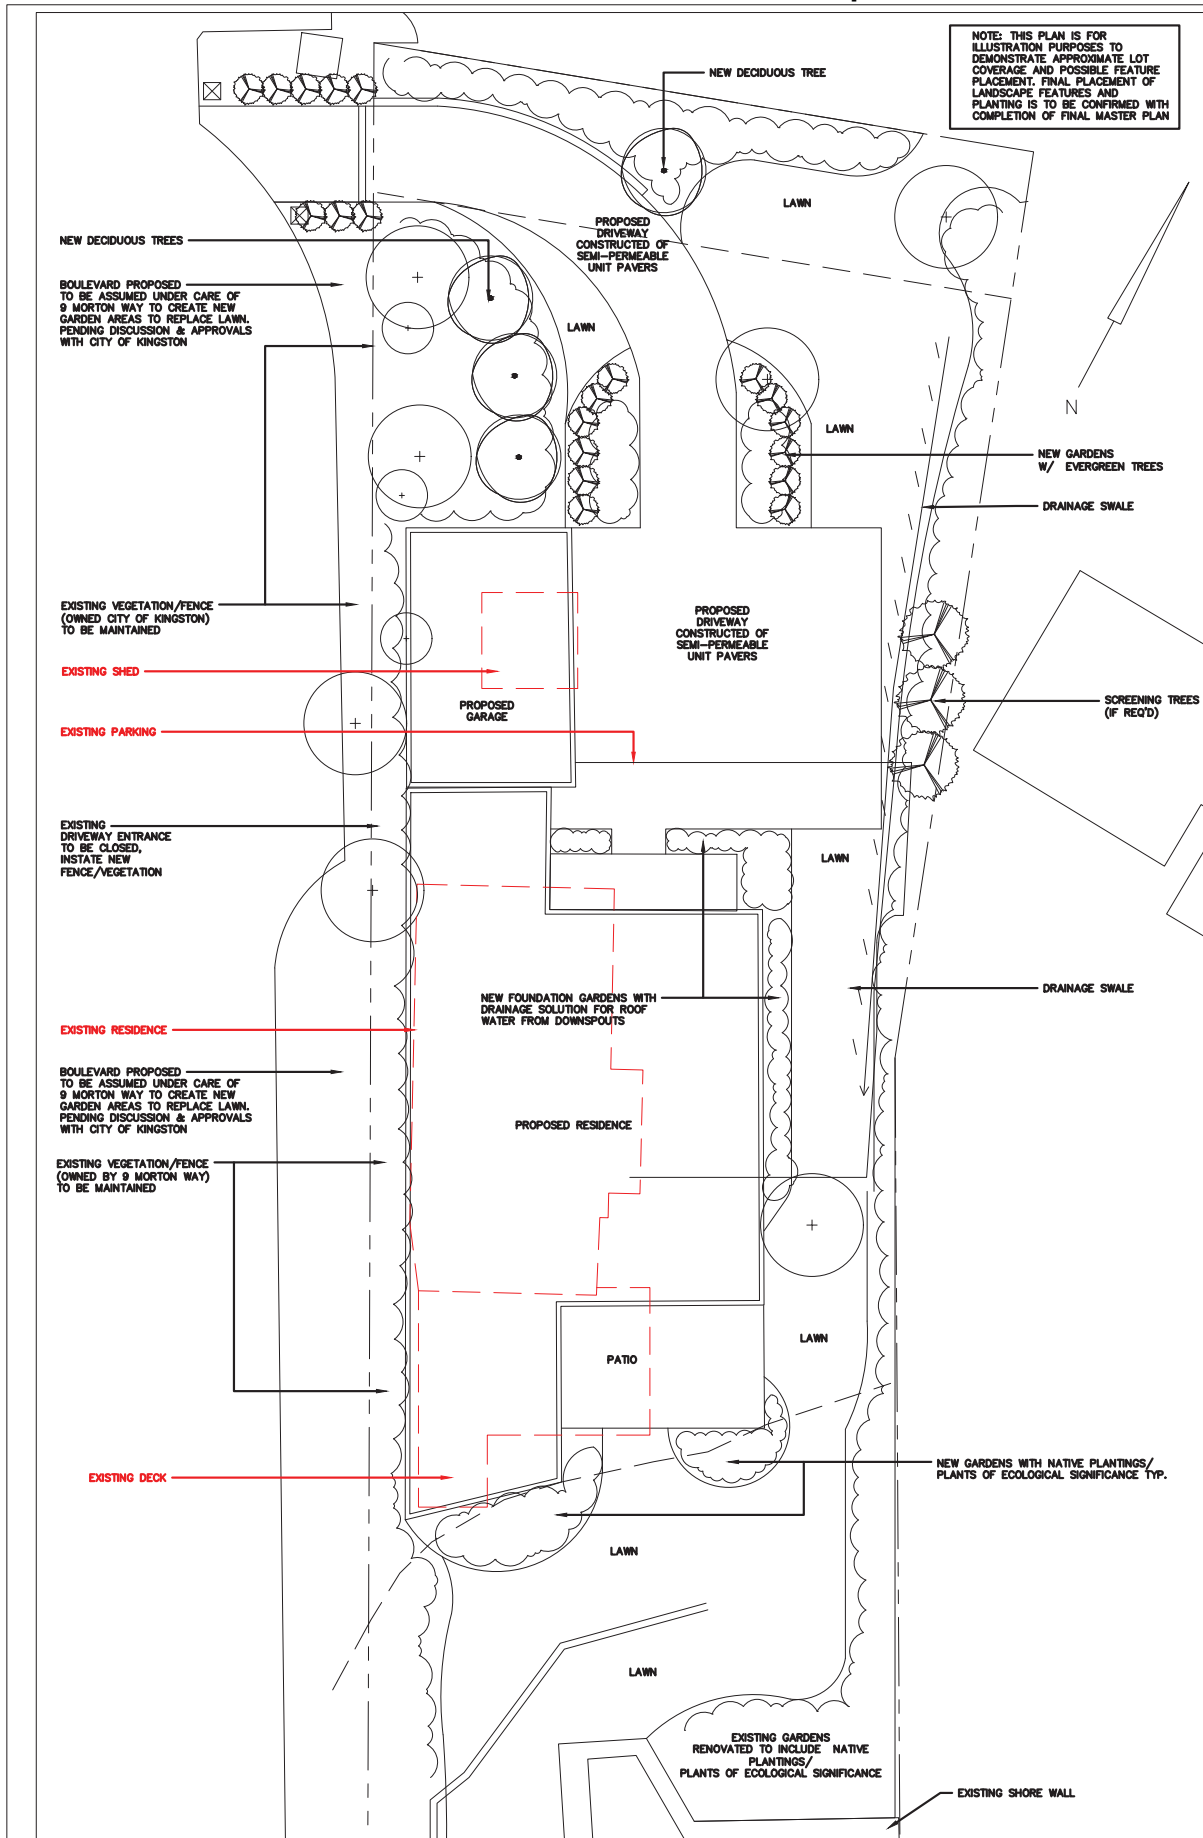 NOTE: THIS PLAN IS FOR
ILLUSTRATION PURPOSES TO
DEMONSTRATE APPROXIMATE LOT
COVERAGE AND POSSIBLE FEATURE
PLACEMENT. FINAL PLACEMENT OF
LANDSCAPE FEATURES AND
PLANTING IS TO BE CONFIRMED WITH
COMPLETION OF FINAL MASTER PLAN
NEW DECIDUOUS TREE
LAWN
PROPOSED
DRIVEWAY
CONSTRUCTED OF
SEMI-PERMEABLE
UNIT PAVERS
NEW DECIDUOUS TREES
BOULEVARD PROPOSED
TO BE ASSUMED UNDER CARE OF
9 MORTON WAY TO CREATE NEW
GARDEN AREAS TO REPLACE LAWN.
PENDING DISCUSSION & APPROVALS
WITH CITY OF KINGSTON
LAWN
N
LAWN
NEW GARDENS
W/ EVERGREEN TREES
DRAINAGE SWALE
EXISTING VEGETATION/FENCE
(OWNED CITY OF KINGSTON)
TO BE MAINTAINED
PROPOSED
DRIVEWAY
CONSTRUCTED OF
SEMI-PERMEABLE
UNIT PAVERS
EXISTING SHED
PROPOSED
GARAGE
SCREENING TREES
(IF REQ'D)
EXISTING PARKING
EXISTING
DRIVEWAY ENTRANCE
TO BE CLOSED,
INSTATE NEW
FENCE/VEGETATION
LAWN
NEW FOUNDATION GARDENS WITH
DRAINAGE SOLUTION FOR ROOF
WATER FROM DOWNSPOUTS
DRAINAGE SWALE
EXISTING RESIDENCE
BOULEVARD PROPOSED
TO BE ASSUMED UNDER CARE OF
9 MORTON WAY TO CREATE NEW
GARDEN AREAS TO REPLACE LAWN.
PENDING DISCUSSION & APPROVALS
WITH CITY OF KINGSTON
PROPOSED RESIDENCE
EXISTING VEGETATION/FENCE
(OWNED BY 9 MORTON WAY)
TO BE MAINTAINED
LAWN
PATIO
EXISTING DECK
NEW GARDENS WITH NATIVE PLANTINGS/
PLANTS OF ECOLOGICAL SIGNIFICANCE TYP.
LAWN
LAWN
EXISTING GARDENS
RENOVATED TO INCLUDE NATIVE
PLANTINGS/
PLANTS OF ECOLOGICAL SIGNIFICANCE
EXISTING SHORE WALL